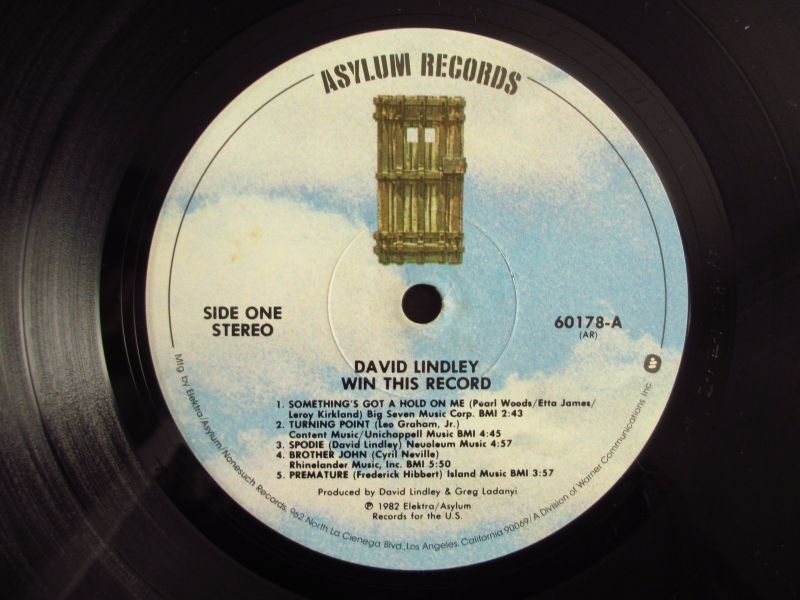 ASYLUM RECORDS
SIDE ONE
STEREO
60178-A
(AR)
DAVID LINDLEY
WIN THIS RECORD
1. SOMETHING'S GOT A HOLD ON ME (Pearl Woods/Etta James/
Leroy Kirkland) Big Seven Music Corp. BMI 2:43
2. TURNING POINT (Leo Graham, Jr.)
Content Music/Unichappell Music BMI 4:45
3. SPODIE (David Lindley) Neuoleum Music 4:57
4. BROTHER JOHN (Cyril Neville)
Rhinelander Music, Inc. BMI 5:50
5. PREMATURE (Frederick Hibbert) Island Music BMI 3:57
Produced by David Lindley & Greg Ladanyi
℗ 1982 Elektra/Asylum
Records for the U.S.
Mfg by Elektra/Asylum/Nonesuch Records, 962 North La Cienega Blvd., Los Angeles, California 90069/A Division of Warner Communications Inc.